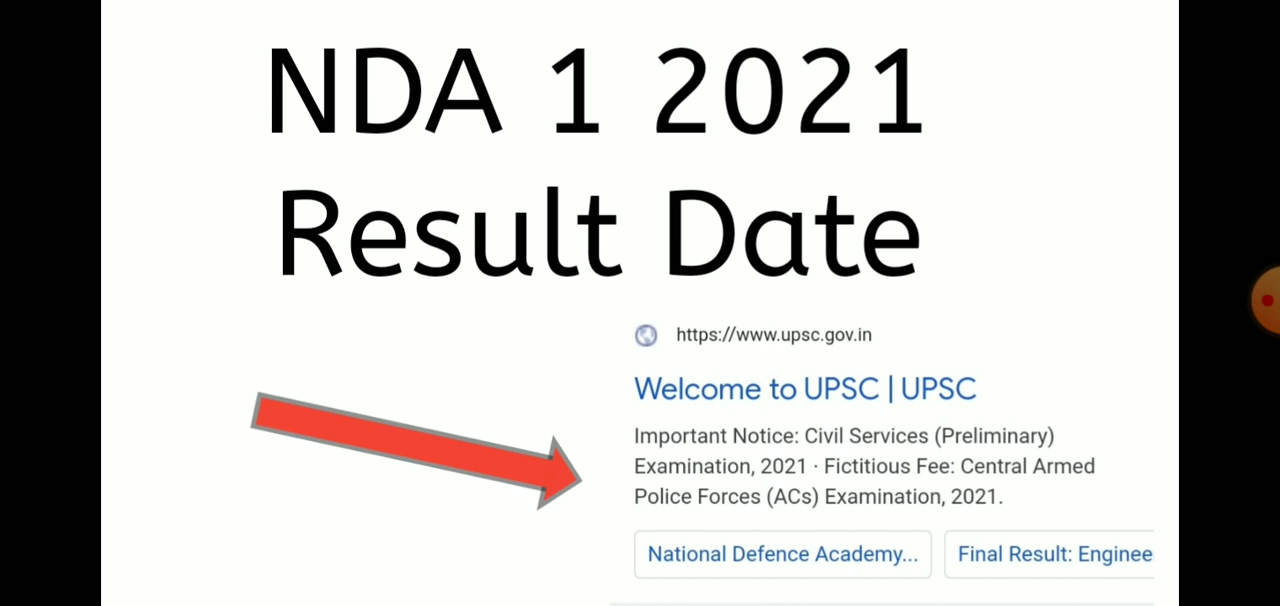 NDA 1 2021
Result Date
https://www.upsc.gov.in
Welcome to UPSC | UPSC
Important Notice: Civil Services (Preliminary)
Examination, 2021 · Fictitious Fee: Central Armed
Police Forces (ACs) Examination, 2021.
National Defence Academy...
Final Result: Enginee